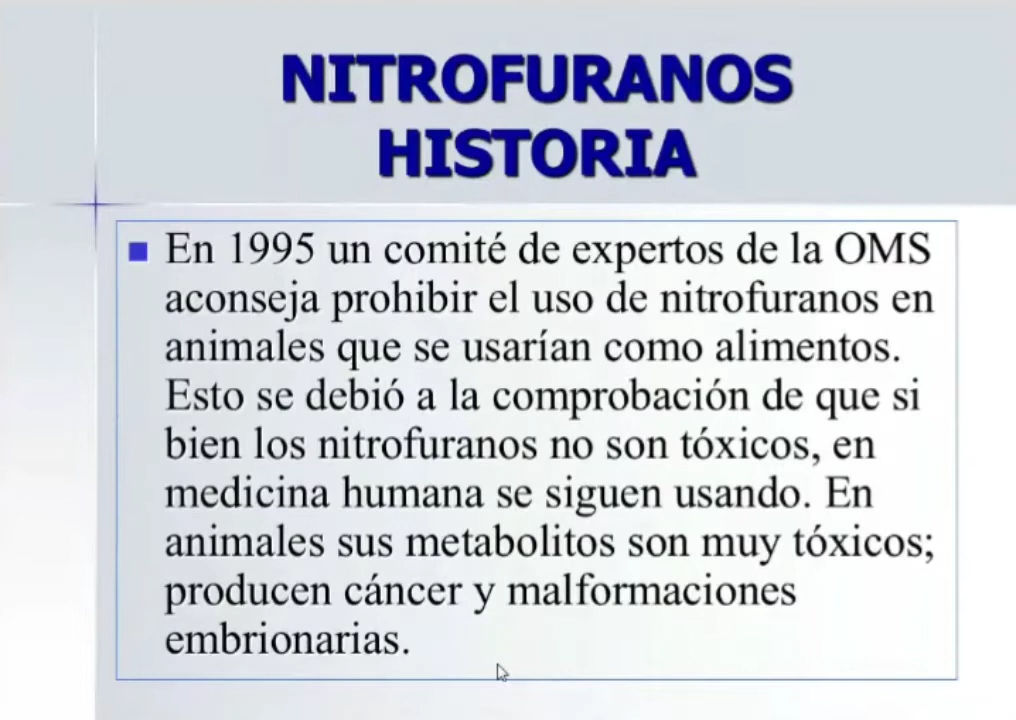 NITROFURANOS
HISTORIA
En 1995 un comité de expertos de la OMS
aconseja prohibir el uso de nitrofuranos en
animales que se usarían como alimentos.
Esto se debió a la comprobación de que si
bien los nitrofuranos no son tóxicos, en
medicina humana se siguen usando. En
animales sus metabolitos son muy tóxicos;
producen cáncer y malformaciones
embrionarias.